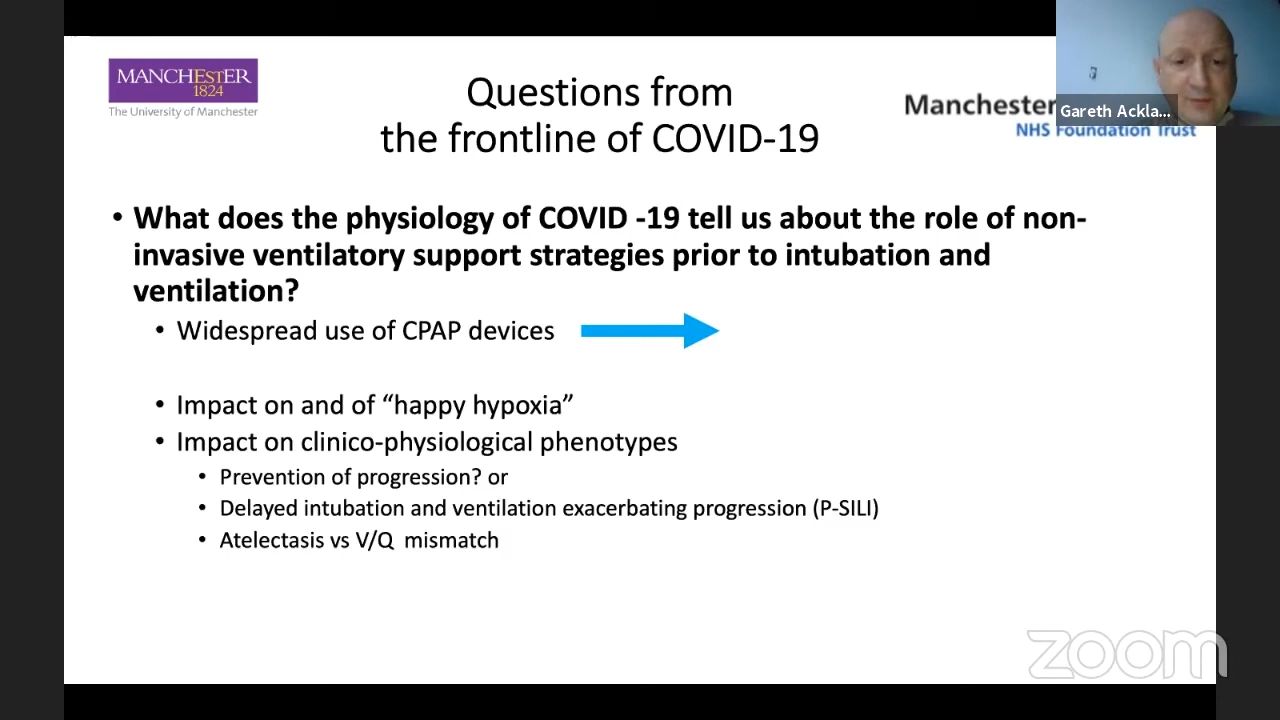 MANCHESTER
1824
The University of Manchester
Questions from
the frontline of COVID-19
Manchester
NHS Foundation Trust
Gareth Ackla...
• What does the physiology of COVID -19 tell us about the role of non-
invasive ventilatory support strategies prior to intubation and
ventilation?
• Widespread use of CPAP devices
• Impact on and of “happy hypoxia”
• Impact on clinico-physiological phenotypes
• Prevention of progression? or
• Delayed intubation and ventilation exacerbating progression (P-SILI)
• Atelectasis vs V/Q mismatch
zoom